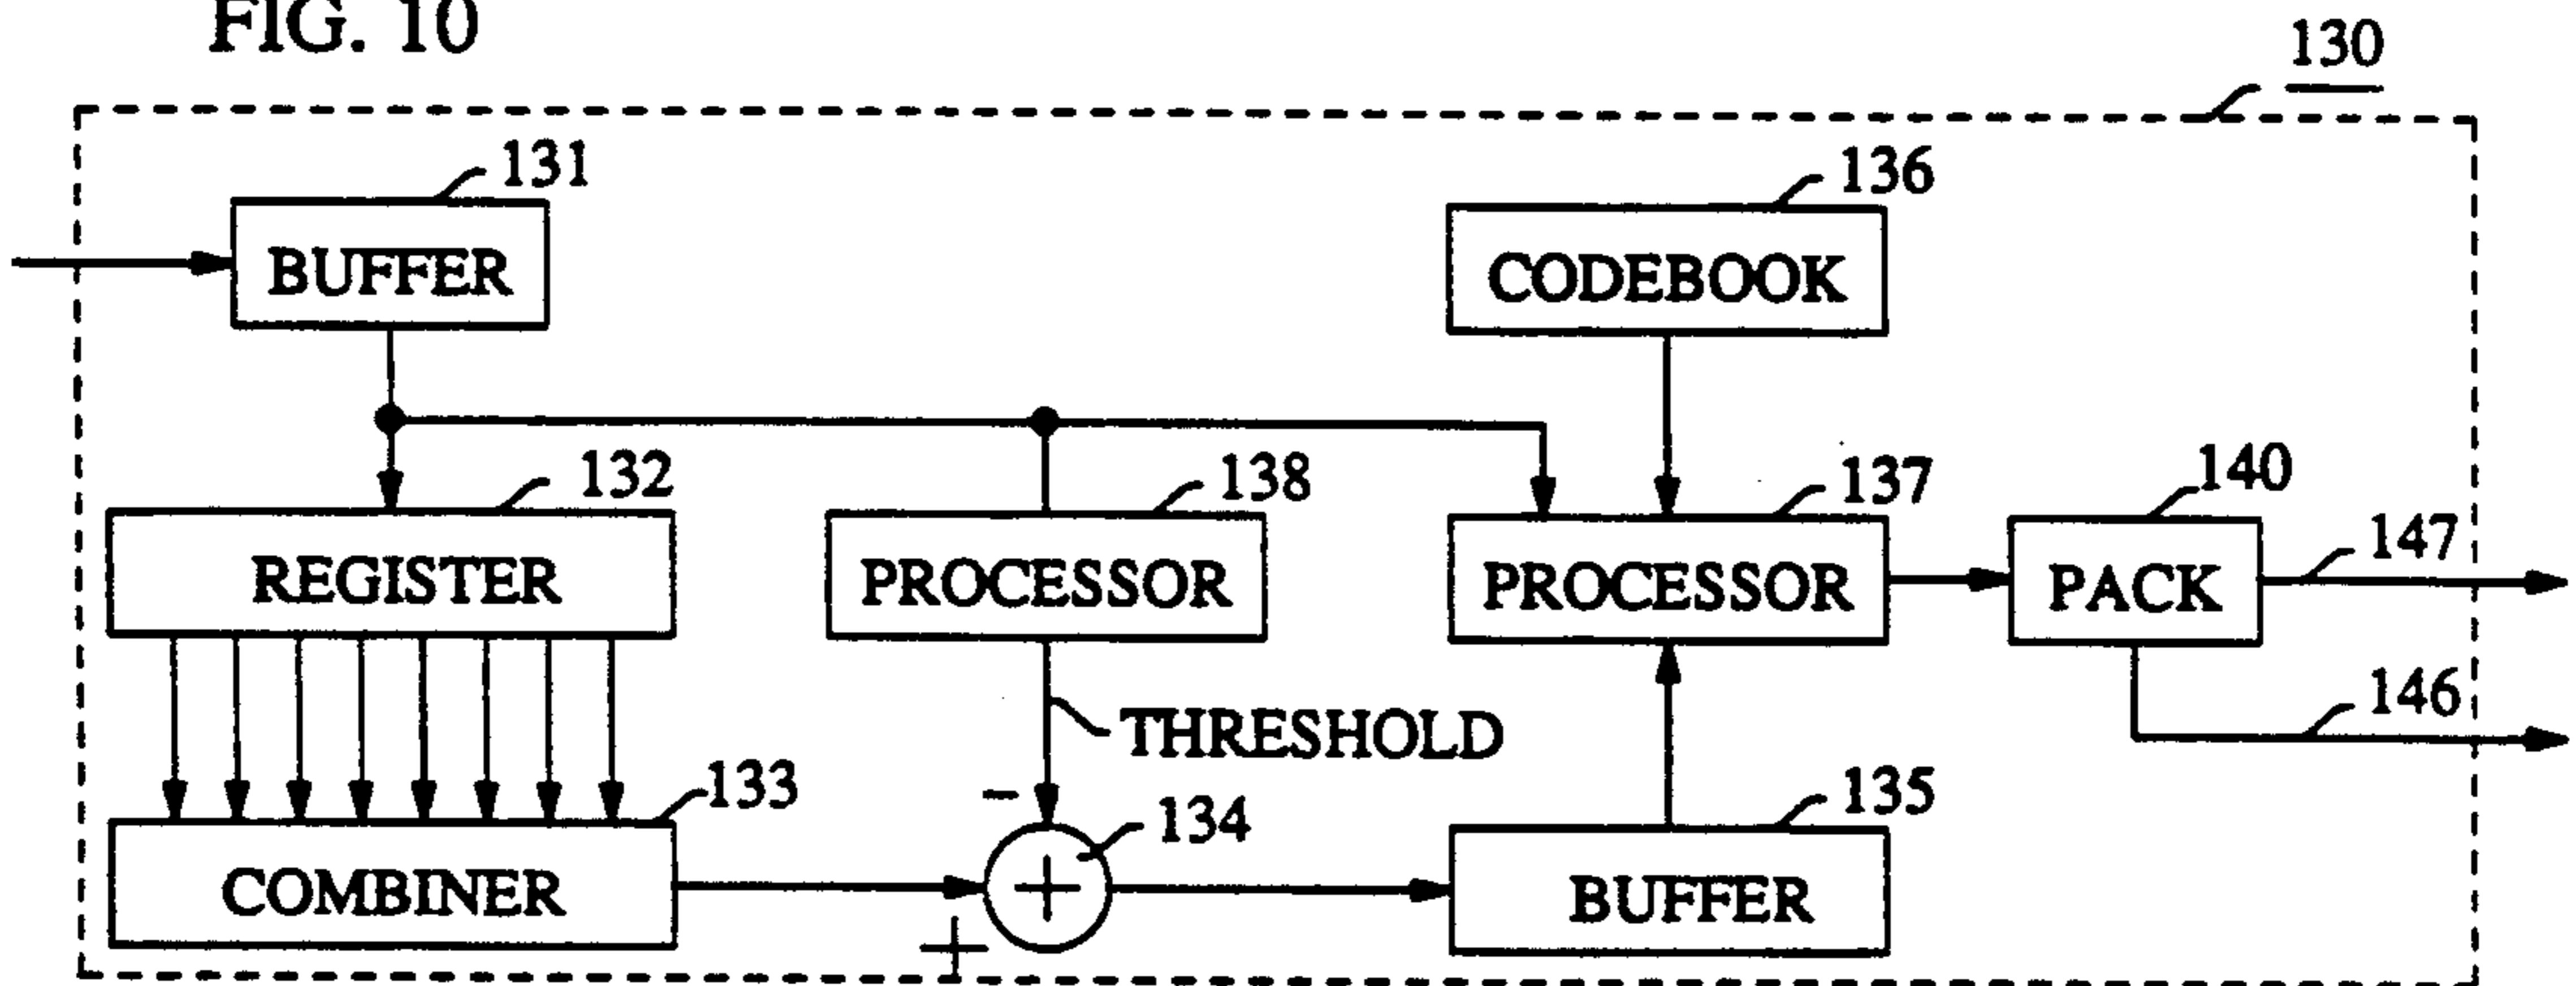 FIG. 10
130
131
BUFFER
136
CODEBOOK
132
REGISTER
138
PROCESSOR
137
PROCESSOR
140
PACK
147
146
THRESHOLD
133
COMBINER
-
134
+
+
135
BUFFER